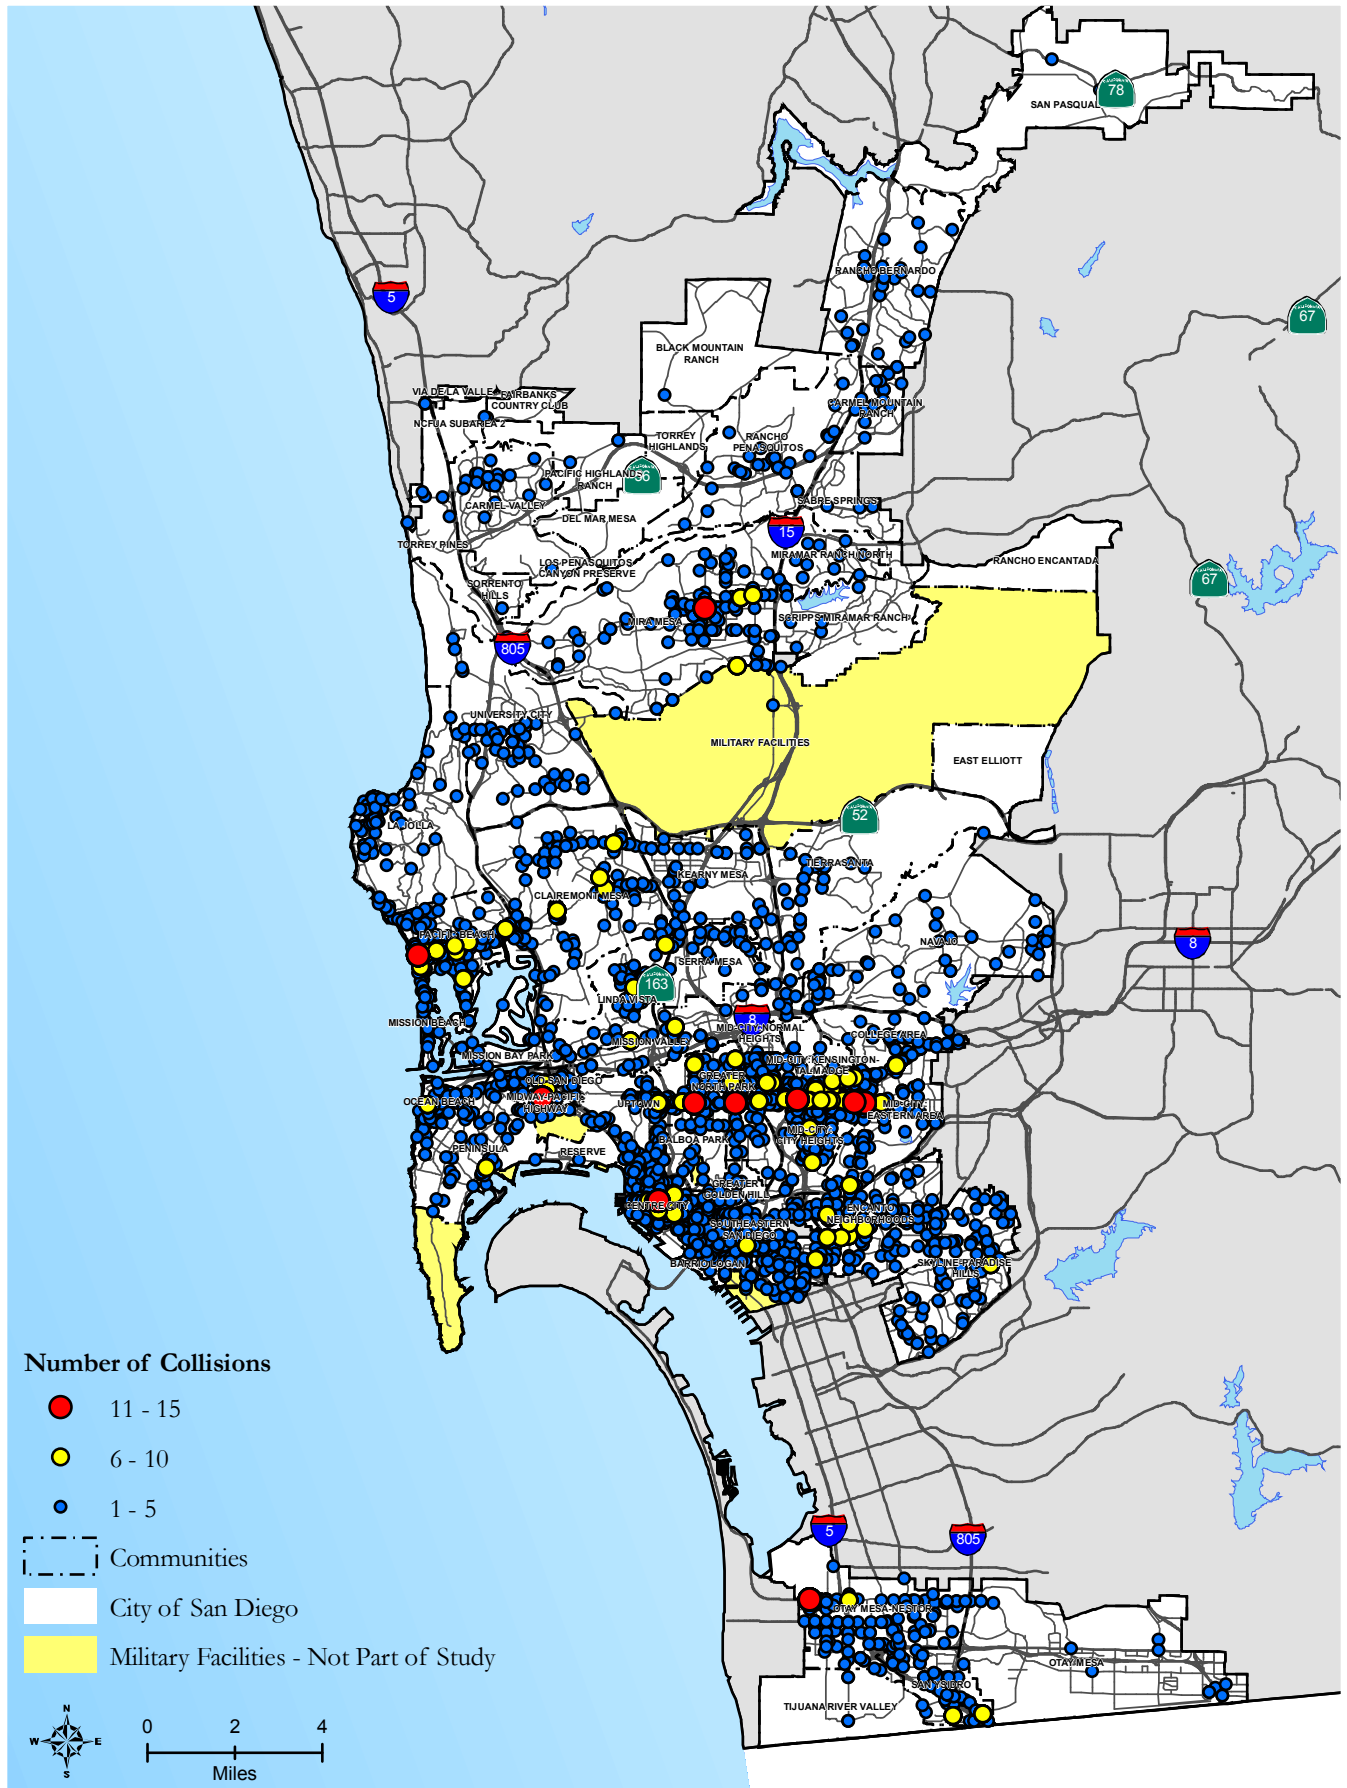 CALIFORNIA
78
SAN PASQUAL
RANCHO BERNARDO
5
CALIFORNIA
67
BLACK MOUNTAIN
RANCH
VIA DE LA VALLE
FAIRBANKS
COUNTRY CLUB
CARMEL MOUNTAIN
RANCH
NCFUA SUBAREA 2
TORREY
HIGHLANDS
RANCHO
PENASQUITOS
PACIFIC HIGHLANDS
RANCH
CALIFORNIA
56
CARMEL VALLEY
SABRE SPRINGS
DEL MAR MESA
15
TORREY PINES
MIRAMAR RANCH NORTH
LOS PENASQUITOS
CANYON PRESERVE
RANCHO ENCANTADA
CALIFORNIA
67
SORRENTO
HILLS
MIRA MESA
SCRIPPS MIRAMAR RANCH
805
UNIVERSITY CITY
MILITARY FACILITIES
EAST ELLIOTT
CALIFORNIA
52
LA JOLLA
TIERRASANTA
KEARNY MESA
CLAIREMONT MESA
PACIFIC BEACH
NAVAJO
8
SERRA MESA
CALIFORNIA
163
LINDA VISTA
MISSION BEACH
8
MID-CITY:NORMAL
HEIGHTS
COLLEGE AREA
MISSION VALLEY
MISSION BAY PARK
MID-CITY:KENSINGTON-
TALMADGE
OLD SAN DIEGO
GREATER
NORTH PARK
OCEAN BEACH
MIDWAY-PACIFIC
HIGHWAY
UPTOWN
MID-CITY:
EASTERN AREA
MID-CITY:
CITY HEIGHTS
BALBOA PARK
PENINSULA
RESERVE
GREATER
GOLDEN HILL
CENTRE CITY
ENCANTO
NEIGHBORHOODS
SOUTHEASTERN
SAN DIEGO
BARRIO LOGAN
SKYLINE-PARADISE
HILLS
Number of Collisions
11 - 15
6 - 10
1 - 5
Communities
City of San Diego
Military Facilities - Not Part of Study
5
805
OTAY MESA-NESTOR
OTAY MESA
SAN YSIDRO
TIJUANA RIVER VALLEY
N
W E
S
0 2 4
Miles